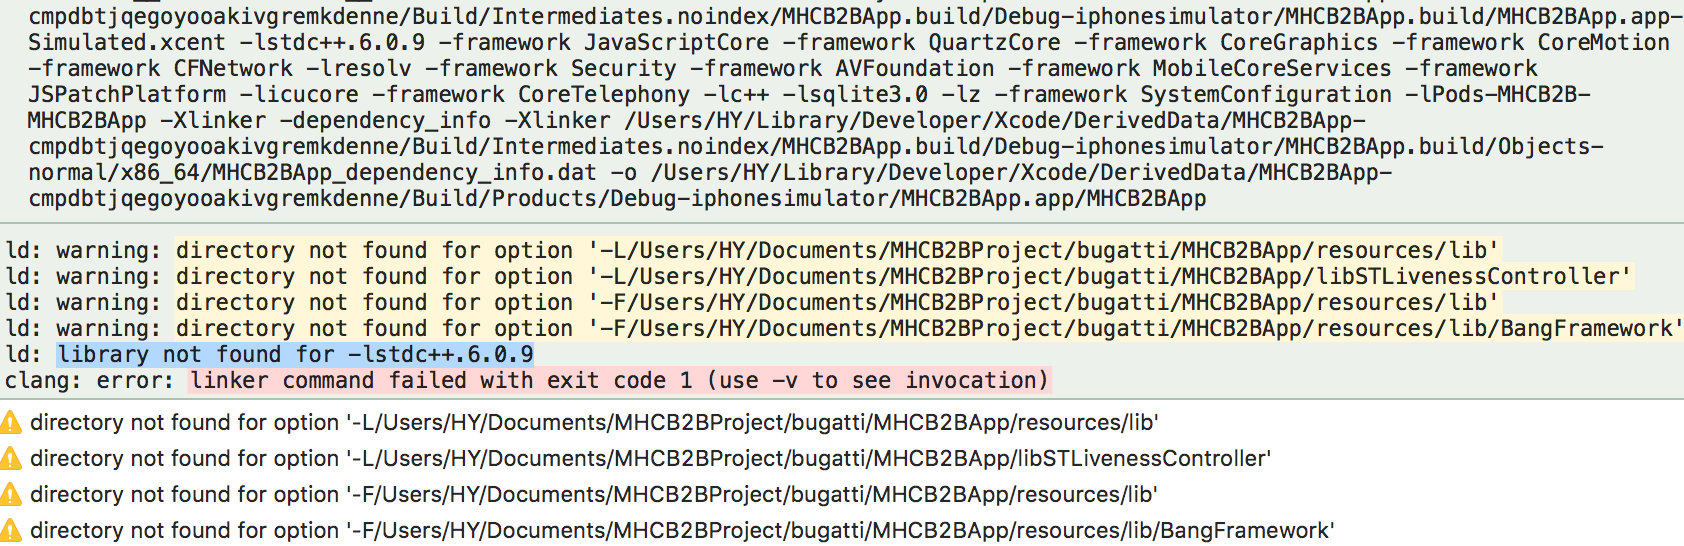 cmpdbtjqegoyooakivgremkdenne/Build/Intermediates.noindex/MHCB2BApp.build/Debug-iphonesimulator/MHCB2BApp.build/MHCB2BApp.app-
Simulated.xcent -lstdc++.6.0.9 -framework JavaScriptCore -framework QuartzCore -framework CoreGraphics -framework CoreMotion
-framework CFNetwork -lresolv -framework Security -framework AVFoundation -framework MobileCoreServices -framework
JSPatchPlatform -licucore -framework CoreTelephony -lc++ -lsqlite3.0 -lz -framework SystemConfiguration -lPods-MHCB2B-
MHCB2BApp -Xlinker -dependency_info -Xlinker /Users/HY/Library/Developer/Xcode/DerivedData/MHCB2BApp-
cmpdbtjqegoyooakivgremkdenne/Build/Intermediates.noindex/MHCB2BApp.build/Debug-iphonesimulator/MHCB2BApp.build/Objects-
normal/x86_64/MHCB2BApp_dependency_info.dat -o /Users/HY/Library/Developer/Xcode/DerivedData/MHCB2BApp-
cmpdbtjqegoyooakivgremkdenne/Build/Products/Debug-iphonesimulator/MHCB2BApp.app/MHCB2BApp
ld: warning: directory not found for option '-L/Users/HY/Documents/MHCB2BProject/bugatti/MHCB2BApp/resources/lib'
ld: warning: directory not found for option '-L/Users/HY/Documents/MHCB2BProject/bugatti/MHCB2BApp/libSTLivenessController'
ld: warning: directory not found for option '-F/Users/HY/Documents/MHCB2BProject/bugatti/MHCB2BApp/resources/lib'
ld: warning: directory not found for option '-F/Users/HY/Documents/MHCB2BProject/bugatti/MHCB2BApp/resources/lib/BangFramework'
ld: library not found for -lstdc++.6.0.9
clang: error: linker command failed with exit code 1 (use -v to see invocation)
directory not found for option '-L/Users/HY/Documents/MHCB2BProject/bugatti/MHCB2BApp/resources/lib'
directory not found for option '-L/Users/HY/Documents/MHCB2BProject/bugatti/MHCB2BApp/libSTLivenessController'
directory not found for option '-F/Users/HY/Documents/MHCB2BProject/bugatti/MHCB2BApp/resources/lib'
directory not found for option '-F/Users/HY/Documents/MHCB2BProject/bugatti/MHCB2BApp/resources/lib/BangFramework'